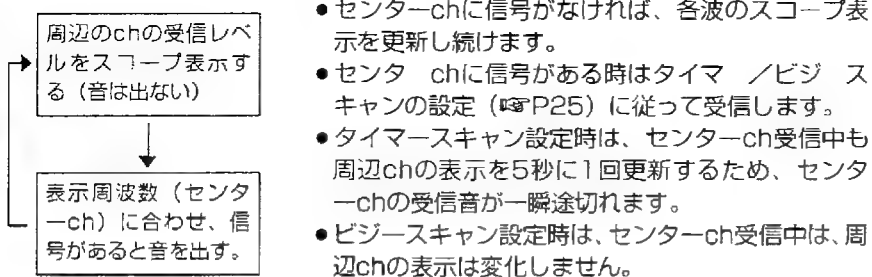 周辺のchの受信レベ
ルをスコープ表示す
る（音は出ない）
表示周波数（センタ
ーch）に合わせ、信
号があると音を出す。
●センターchに信号がなければ、各波のスコープ表
示を更新し続けます。
●センタ　chに信号がある時はタイマ　／ビジ　ス
キャンの設定（☞P25）に従って受信します。
●タイマースキャン設定時は、センターch受信中も
周辺chの表示を5秒に1回更新するため、センタ
ーchの受信音が一瞬途切れます。
●ビジースキャン設定時は、センターch受信中は、周
辺chの表示は変化しません。